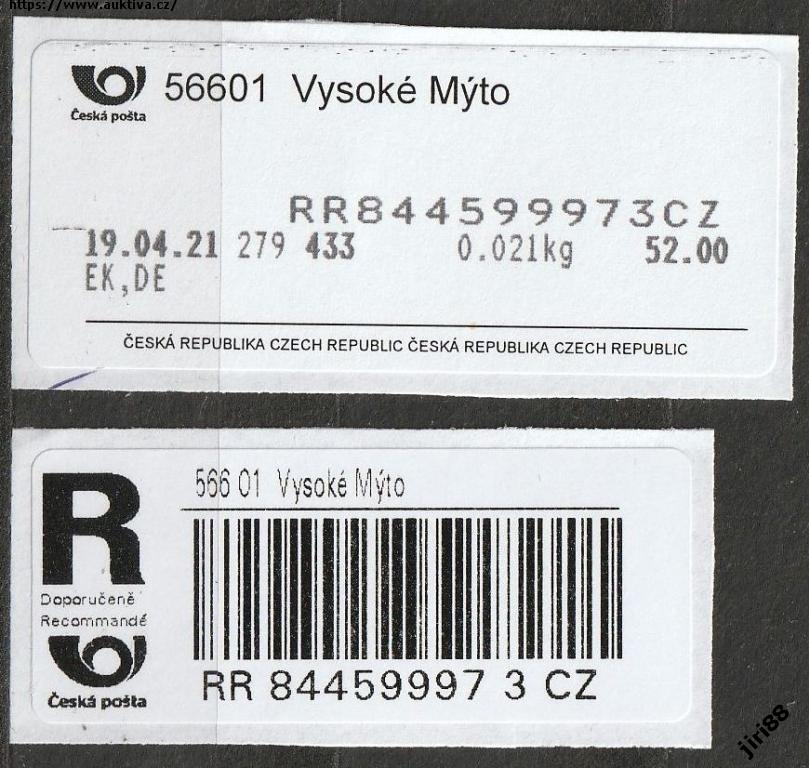 https://www.auktiva.cz/
Česká pošta
56601 Vysoké Mýto
RR844599973CZ
19.04.21 279 433 0.021kg 52.00
EK,DE
ČESKÁ REPUBLIKA CZECH REPUBLIC ČESKÁ REPUBLIKA CZECH REPUBLIC
R
Doporučeně
Recommandé
Česká pošta
566 01 Vysoké Mýto
RR 84459997 3 CZ
jiri88